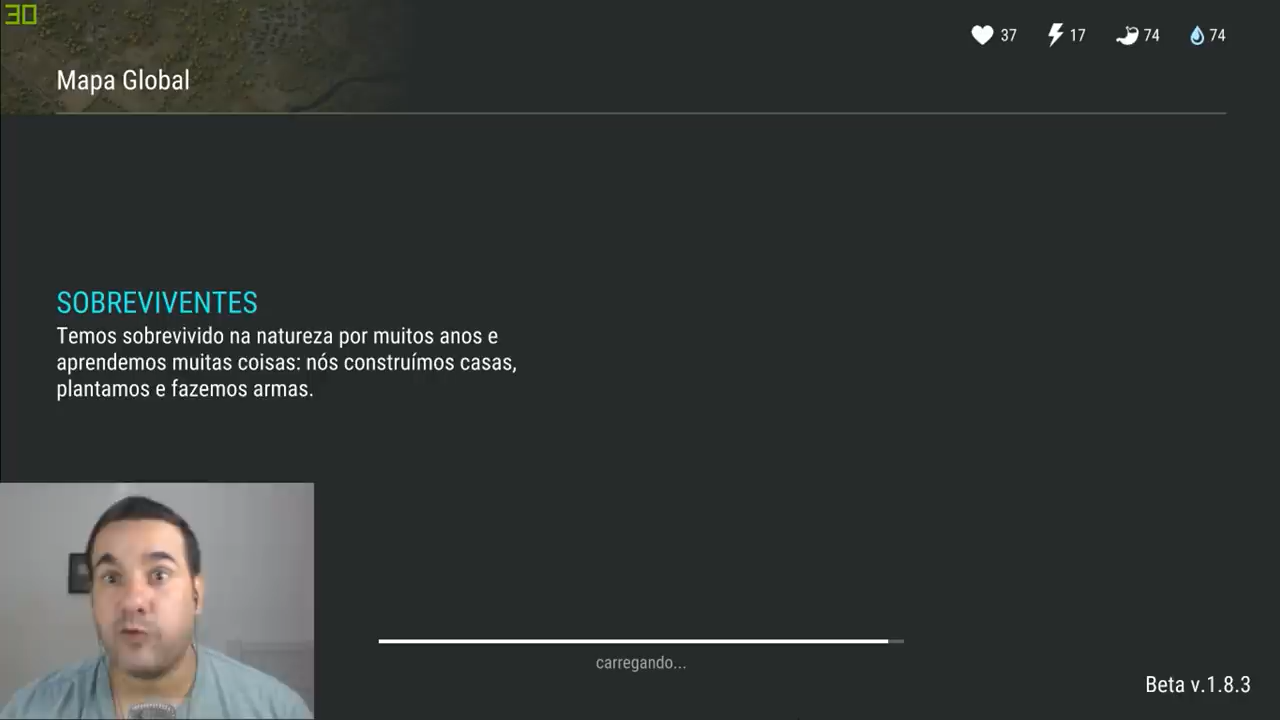 30
37 17 74 74
Mapa Global
SOBREVIVENTES
Temos sobrevivido na natureza por muitos anos e
aprendemos muitas coisas: nós construímos casas,
plantamos e fazemos armas.
carregando...
Beta v.1.8.3